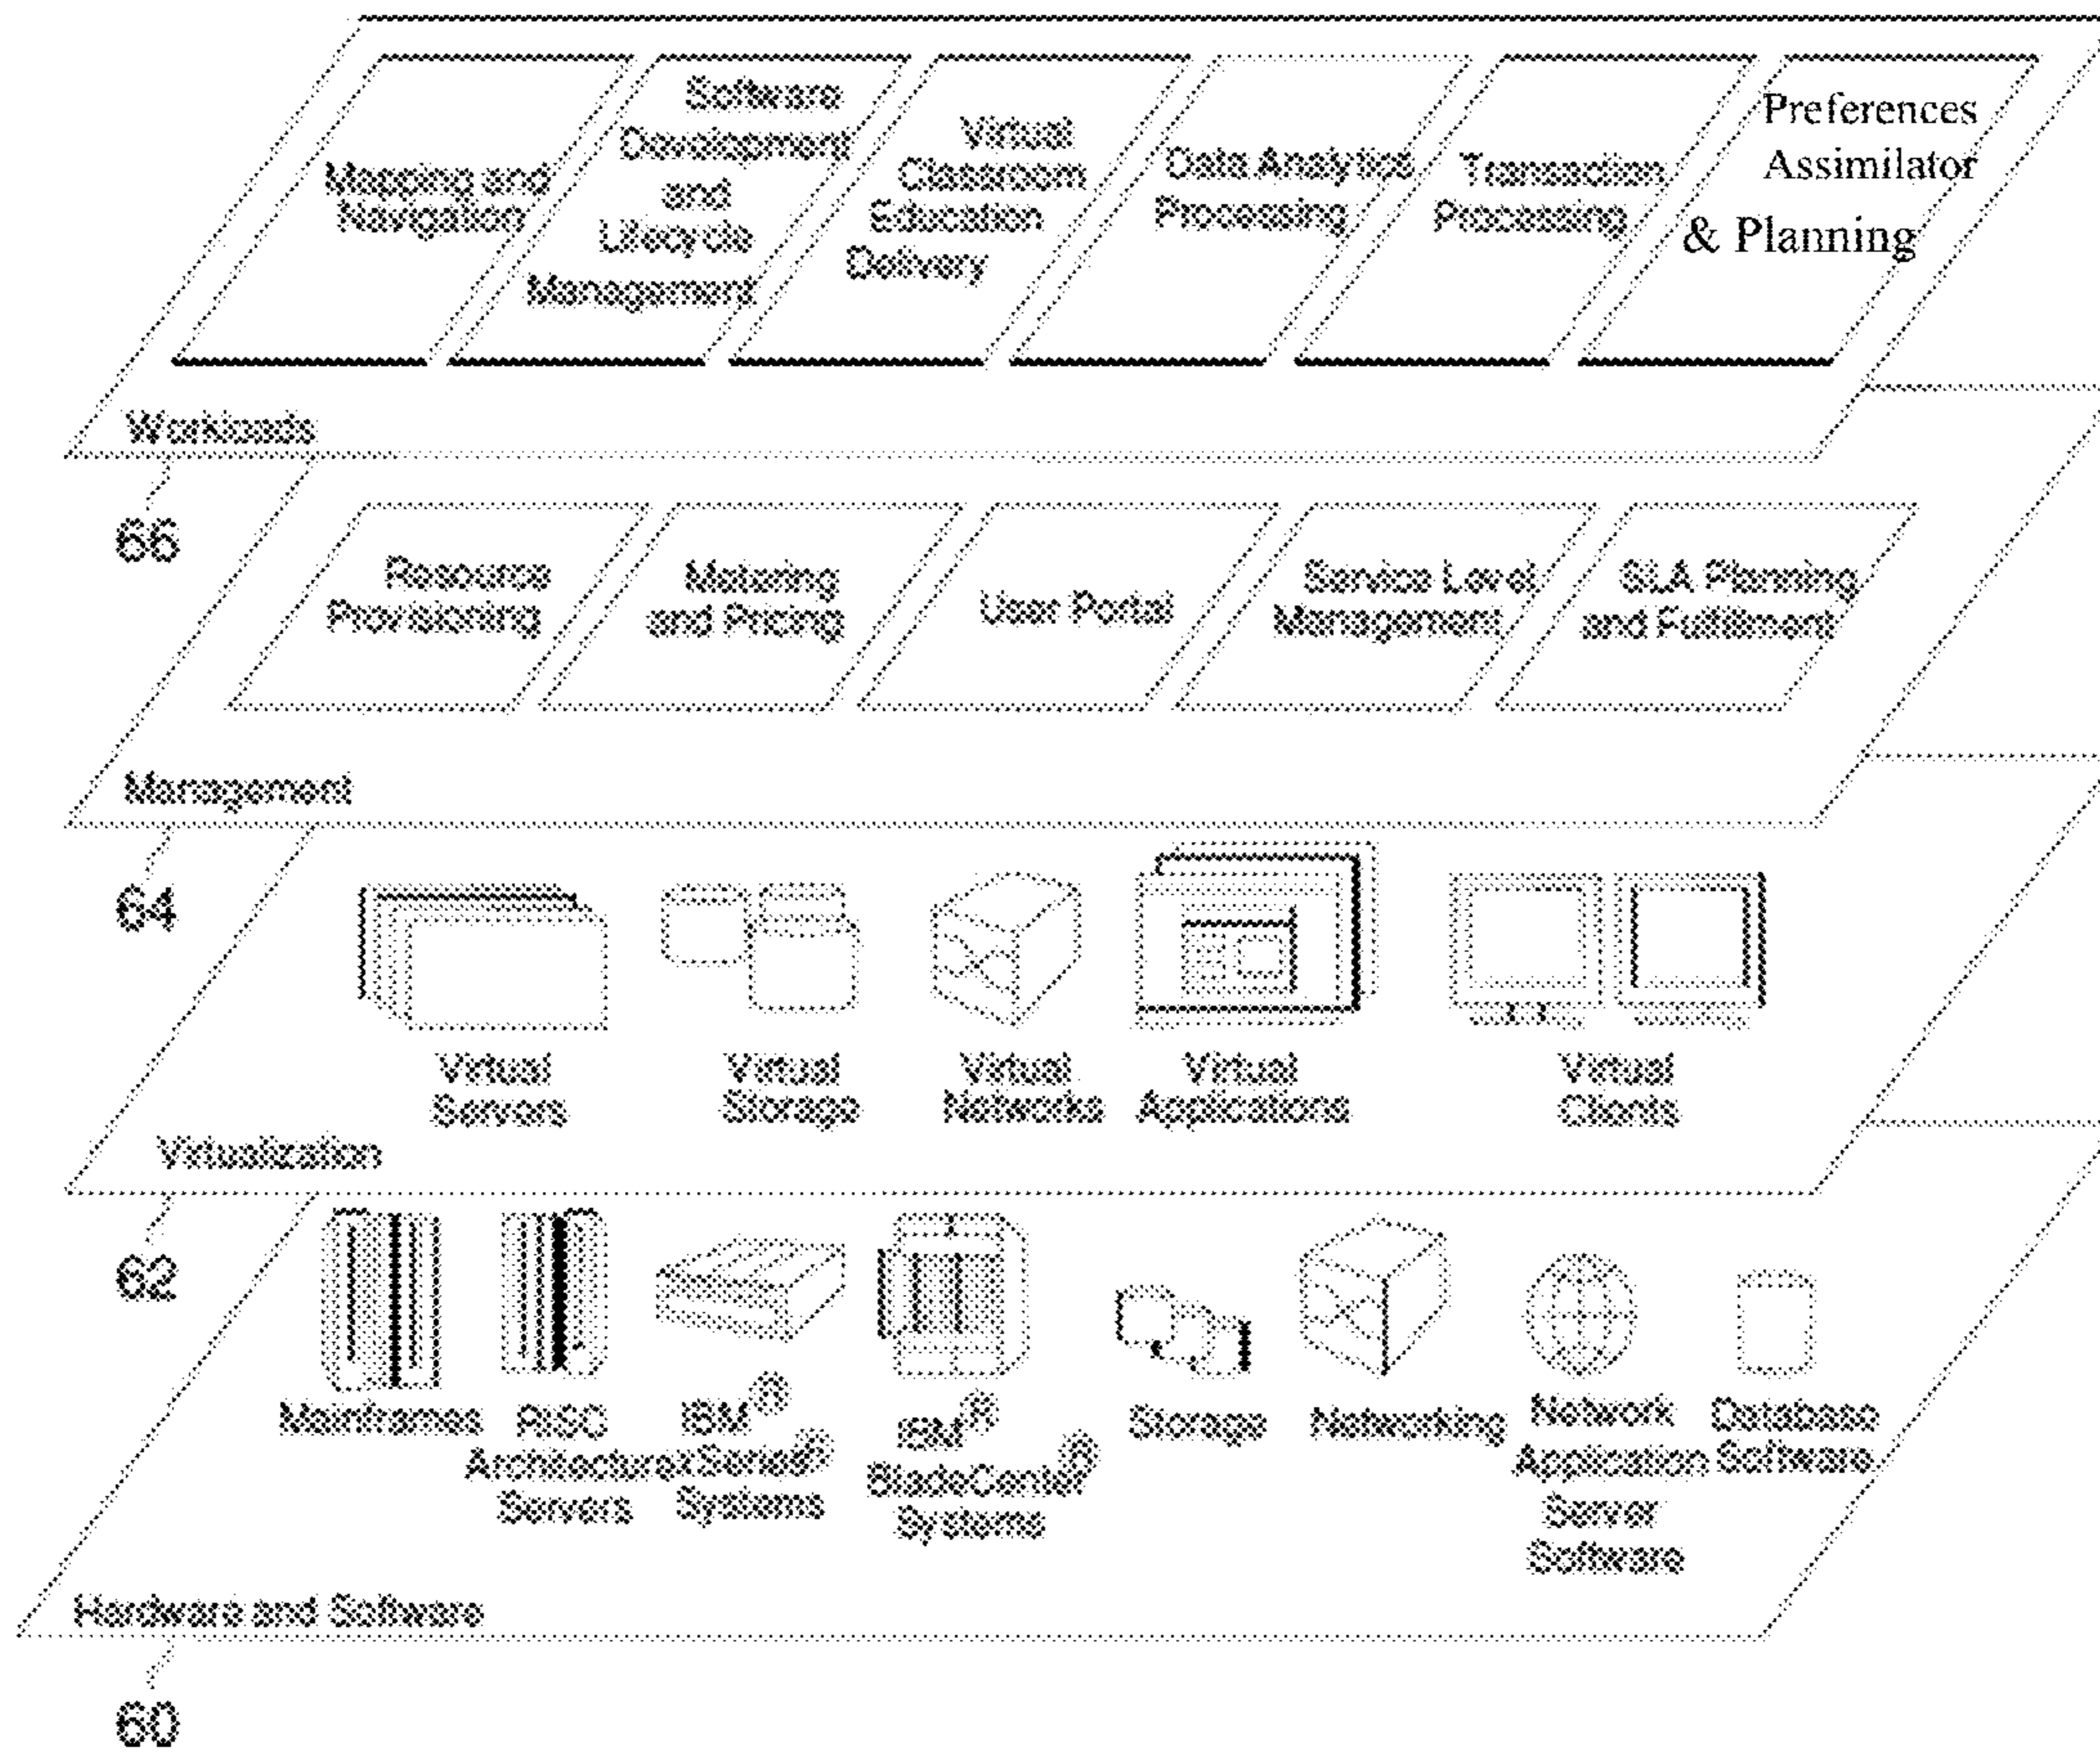 Mapping and
Navigation
Software
Development
and
Lifecycle
Management
Virtual
Classroom
Education
Delivery
Data Analytics
Processing
Transaction
Processing
Preferences
Assimilator
& Planning
Workloads
66
Resource
Provisioning
Metering
and Pricing
User Portal
Service Level
Management
SLA Planning
and Fulfillment
Management
64
Virtual
Servers
Virtual
Storage
Virtual
Networks
Virtual
Applications
Virtual
Clients
Virtualization
62
Mainframes
RISC
Architecture
Servers
IBM®
xSeries®
Systems
IBM®
BladeCenter®
Systems
Storage
Networking
Network
Application
Server
Software
Database
Software
Hardware and Software
60